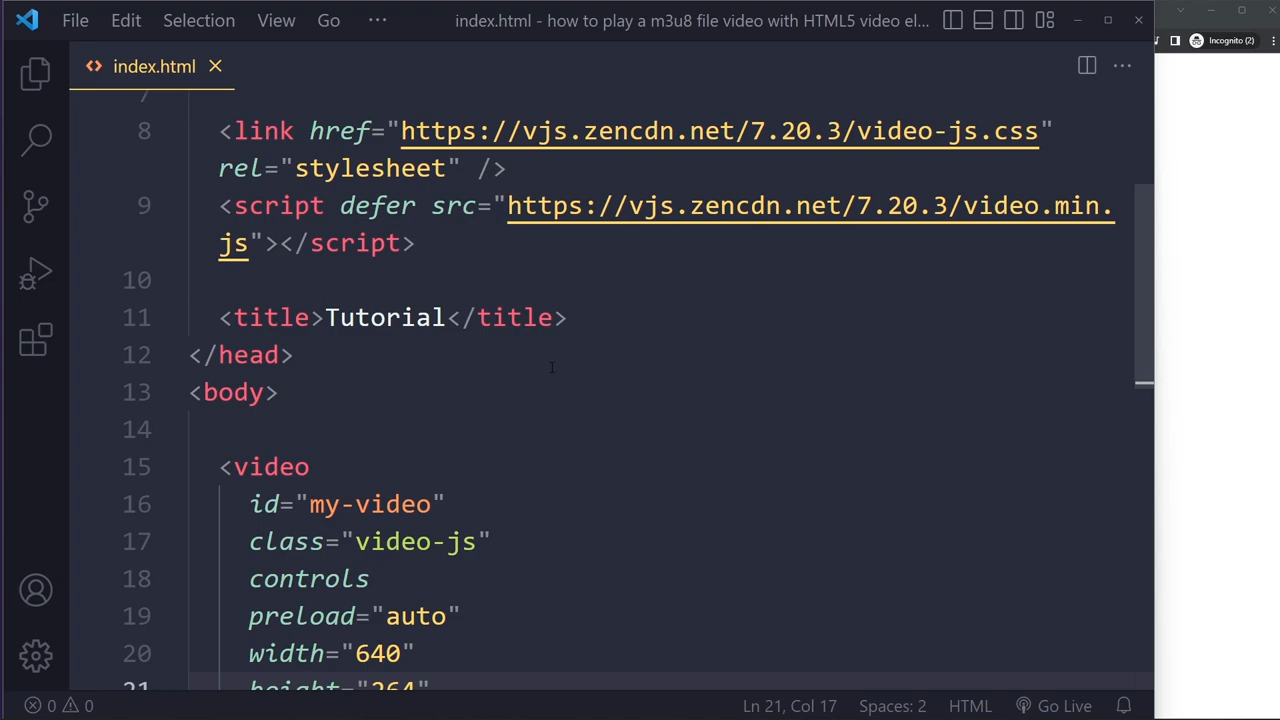 File Edit Selection View Go ··· index.html - how to play a m3u8 file video with HTML5 video el...
Incognito (2)
<> index.html
7
8 <link href="https://vjs.zencdn.net/7.20.3/video-js.css"
rel="stylesheet" />
9 <script defer src="https://vjs.zencdn.net/7.20.3/video.min.
js"></script>
10
11 <title>Tutorial</title>
12 </head>
13 <body>
14
15 <video
16 id="my-video"
17 class="video-js"
18 controls
19 preload="auto"
20 width="640"
21 height="264"
0 0 Ln 21, Col 17 Spaces: 2 HTML Go Live